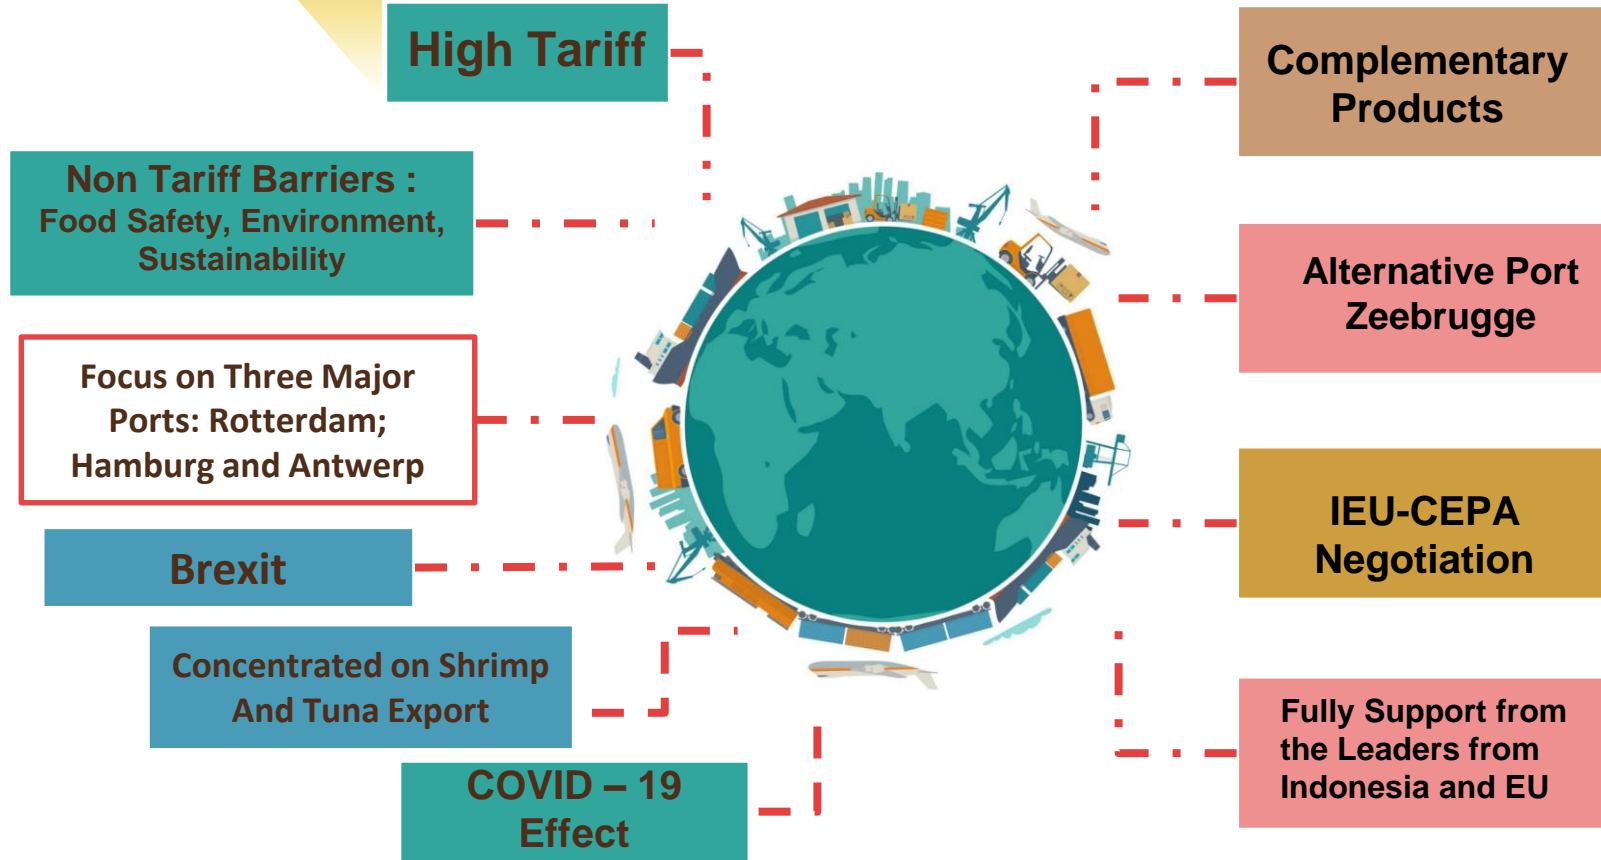 High Tariff
Non Tariff Barriers :
Food Safety, Environment,
Sustainability
Focus on Three Major
Ports: Rotterdam;
Hamburg and Antwerp
Brexit
Concentrated on Shrimp
And Tuna Export
COVID – 19
Effect
Complementary
Products
Alternative Port
Zeebrugge
IEU-CEPA
Negotiation
Fully Support from
the Leaders from
Indonesia and EU